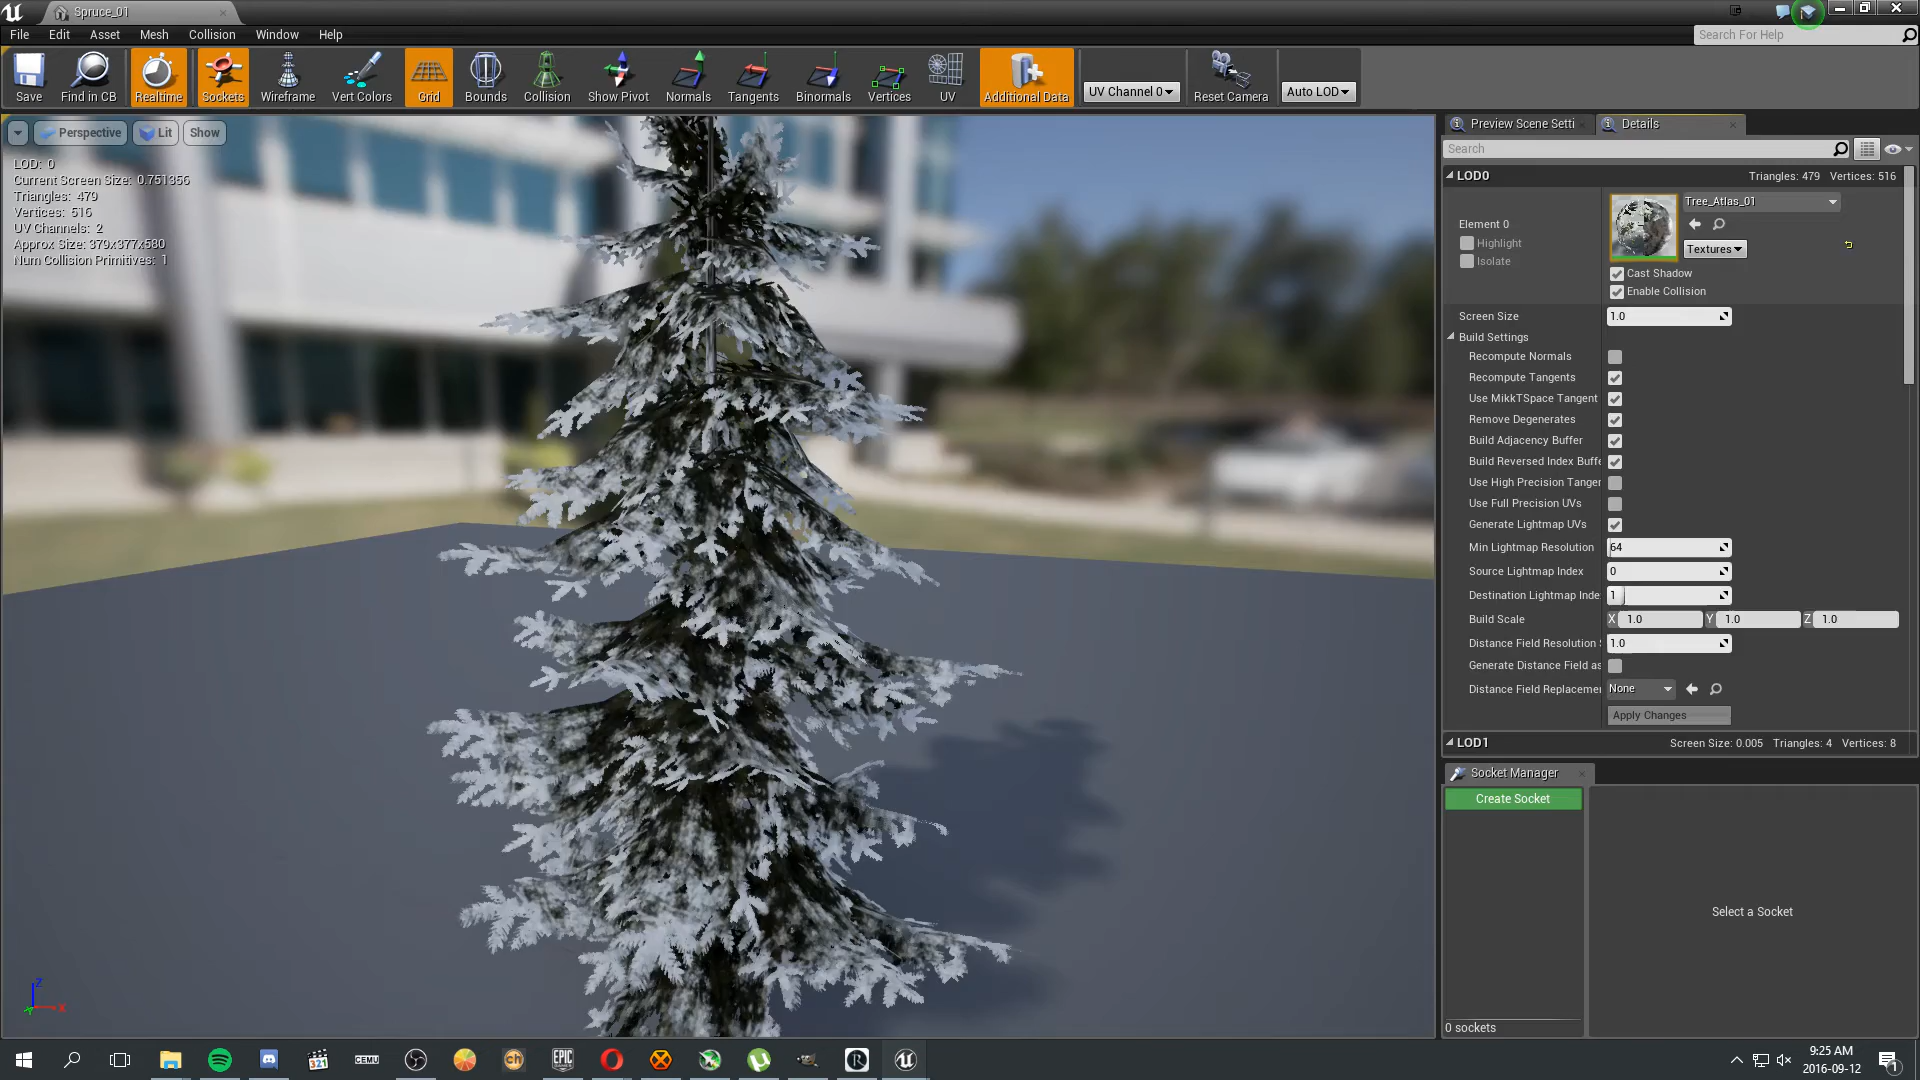 Spruce_01
File Edit Asset Mesh Collision Window Help
Search For Help
Save Find in CB Realtime Sockets Wireframe Vert Colors Grid Bounds Collision Show Pivot Normals Tangents Binormals Vertices UV Additional Data UV Channel 0 Reset Camera Auto LOD
Perspective Lit Show
LOD: 0
Current Screen Size: 0.751356
Triangles: 479
Vertices: 516
UV Channels: 2
Approx Size: 379x377x580
Num Collision Primitives: 1
Z
X
Preview Scene Setti Details
Search
LOD0 Triangles: 479 Vertices: 516
Tree_Atlas_01
Element 0
Highlight
Isolate
Textures
Cast Shadow
Enable Collision
Screen Size 1.0
Build Settings
Recompute Normals
Recompute Tangents
Use MikkTSpace Tangent
Remove Degenerates
Build Adjacency Buffer
Build Reversed Index Buffe
Use High Precision Tanger
Use Full Precision UVs
Generate Lightmap UVs
Min Lightmap Resolution 64
Source Lightmap Index 0
Destination Lightmap Inde 1
Build Scale X 1.0 Y 1.0 Z 1.0
Distance Field Resolution S 1.0
Generate Distance Field as
Distance Field Replacemer None
Apply Changes
LOD1 Screen Size: 0.005 Triangles: 4 Vertices: 8
Socket Manager
Create Socket
Select a Socket
0 sockets
321
CEMU
ch
EPIC GAMES
R
9:25 AM
2016-09-12
1